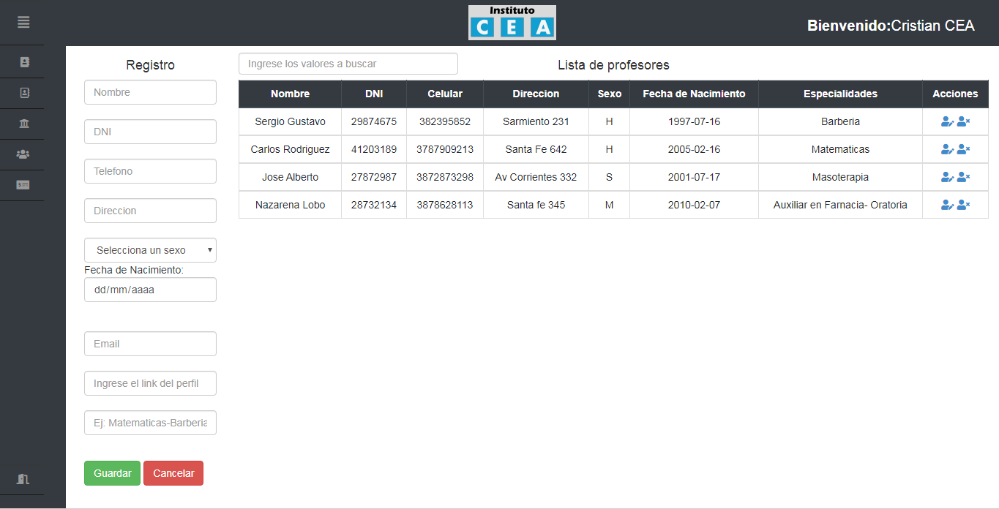 Instituto
CEA
Bienvenido:Cristian CEA
Registro
Nombre
DNI
Telefono
Direccion
Selecciona un sexo
Fecha de Nacimiento:
dd/mm/aaaa
Email
Ingrese el link del perfil
Ej: Matematicas-Barberia
Guardar Cancelar
Ingrese los valores a buscar
Lista de profesores
Nombre DNI Celular Direccion Sexo Fecha de Nacimiento Especialidades Acciones
Sergio Gustavo 29874675 382395852 Sarmiento 231 H 1997-07-16 Barberia
Carlos Rodriguez 41203189 3787909213 Santa Fe 642 H 2005-02-16 Matematicas
Jose Alberto 27872987 3872873298 Av Corrientes 332 S 2001-07-17 Masoterapia
Nazarena Lobo 28732134 3878628113 Santa fe 345 M 2010-02-07 Auxiliar en Farnacia- Oratoria